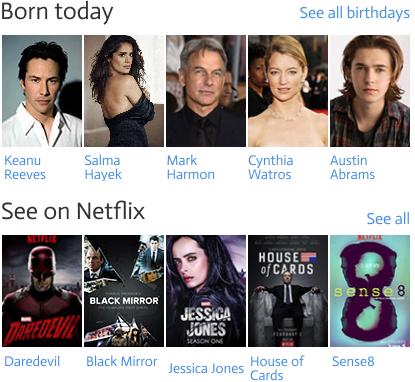 Born today
See all birthdays
Keanu
Reeves
Salma
Hayek
Mark
Harmon
Cynthia
Watros
Austin
Abrams
See on Netflix
See all
NETFLIX
DAREDEVIL
BLACK MIRROR
MARVEL
JESSICA
JONES
SEASON ONE
HOUSE
of CARDS
NETFLIX
sense8
Daredevil
Black Mirror
Jessica Jones
House of
Cards
Sense8